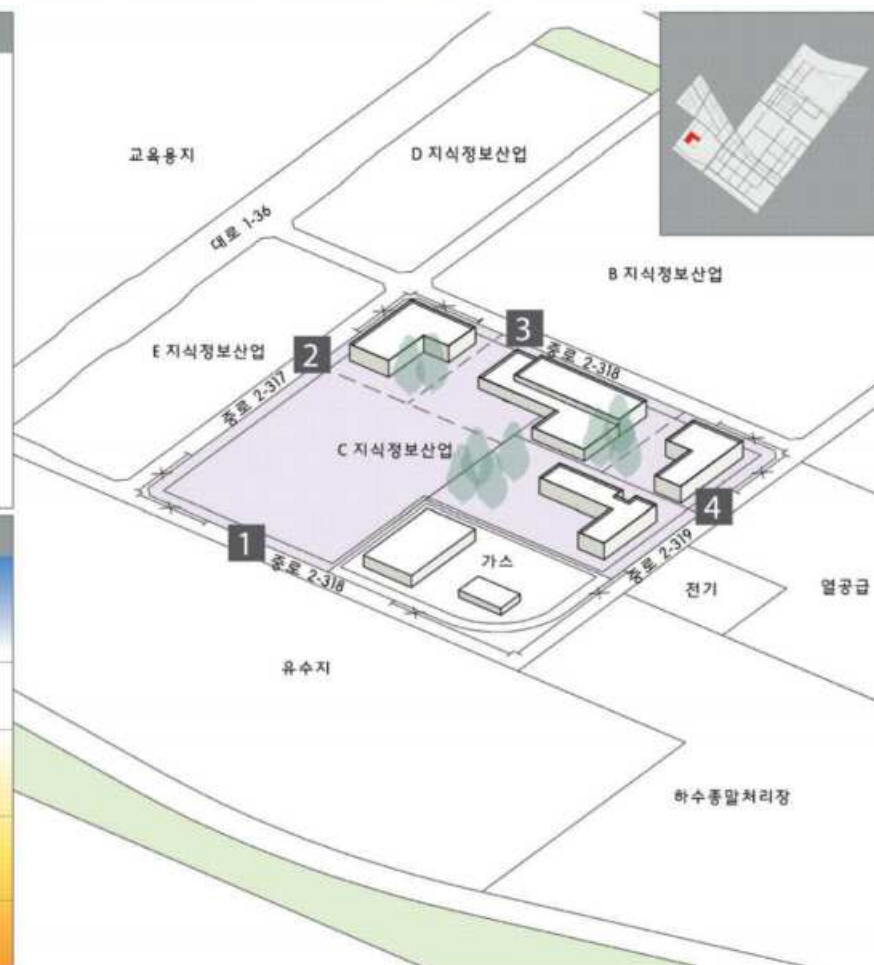 교육용지
D 지식정보산업
대로 1-36
B 지식정보산업
3
중로 2-318
2
E 지식정보산업
중로 2-317
C 지식정보산업
4
1
중로 2-318
가스
중로 2-319
전기
열공급
유수지
하수종말처리장